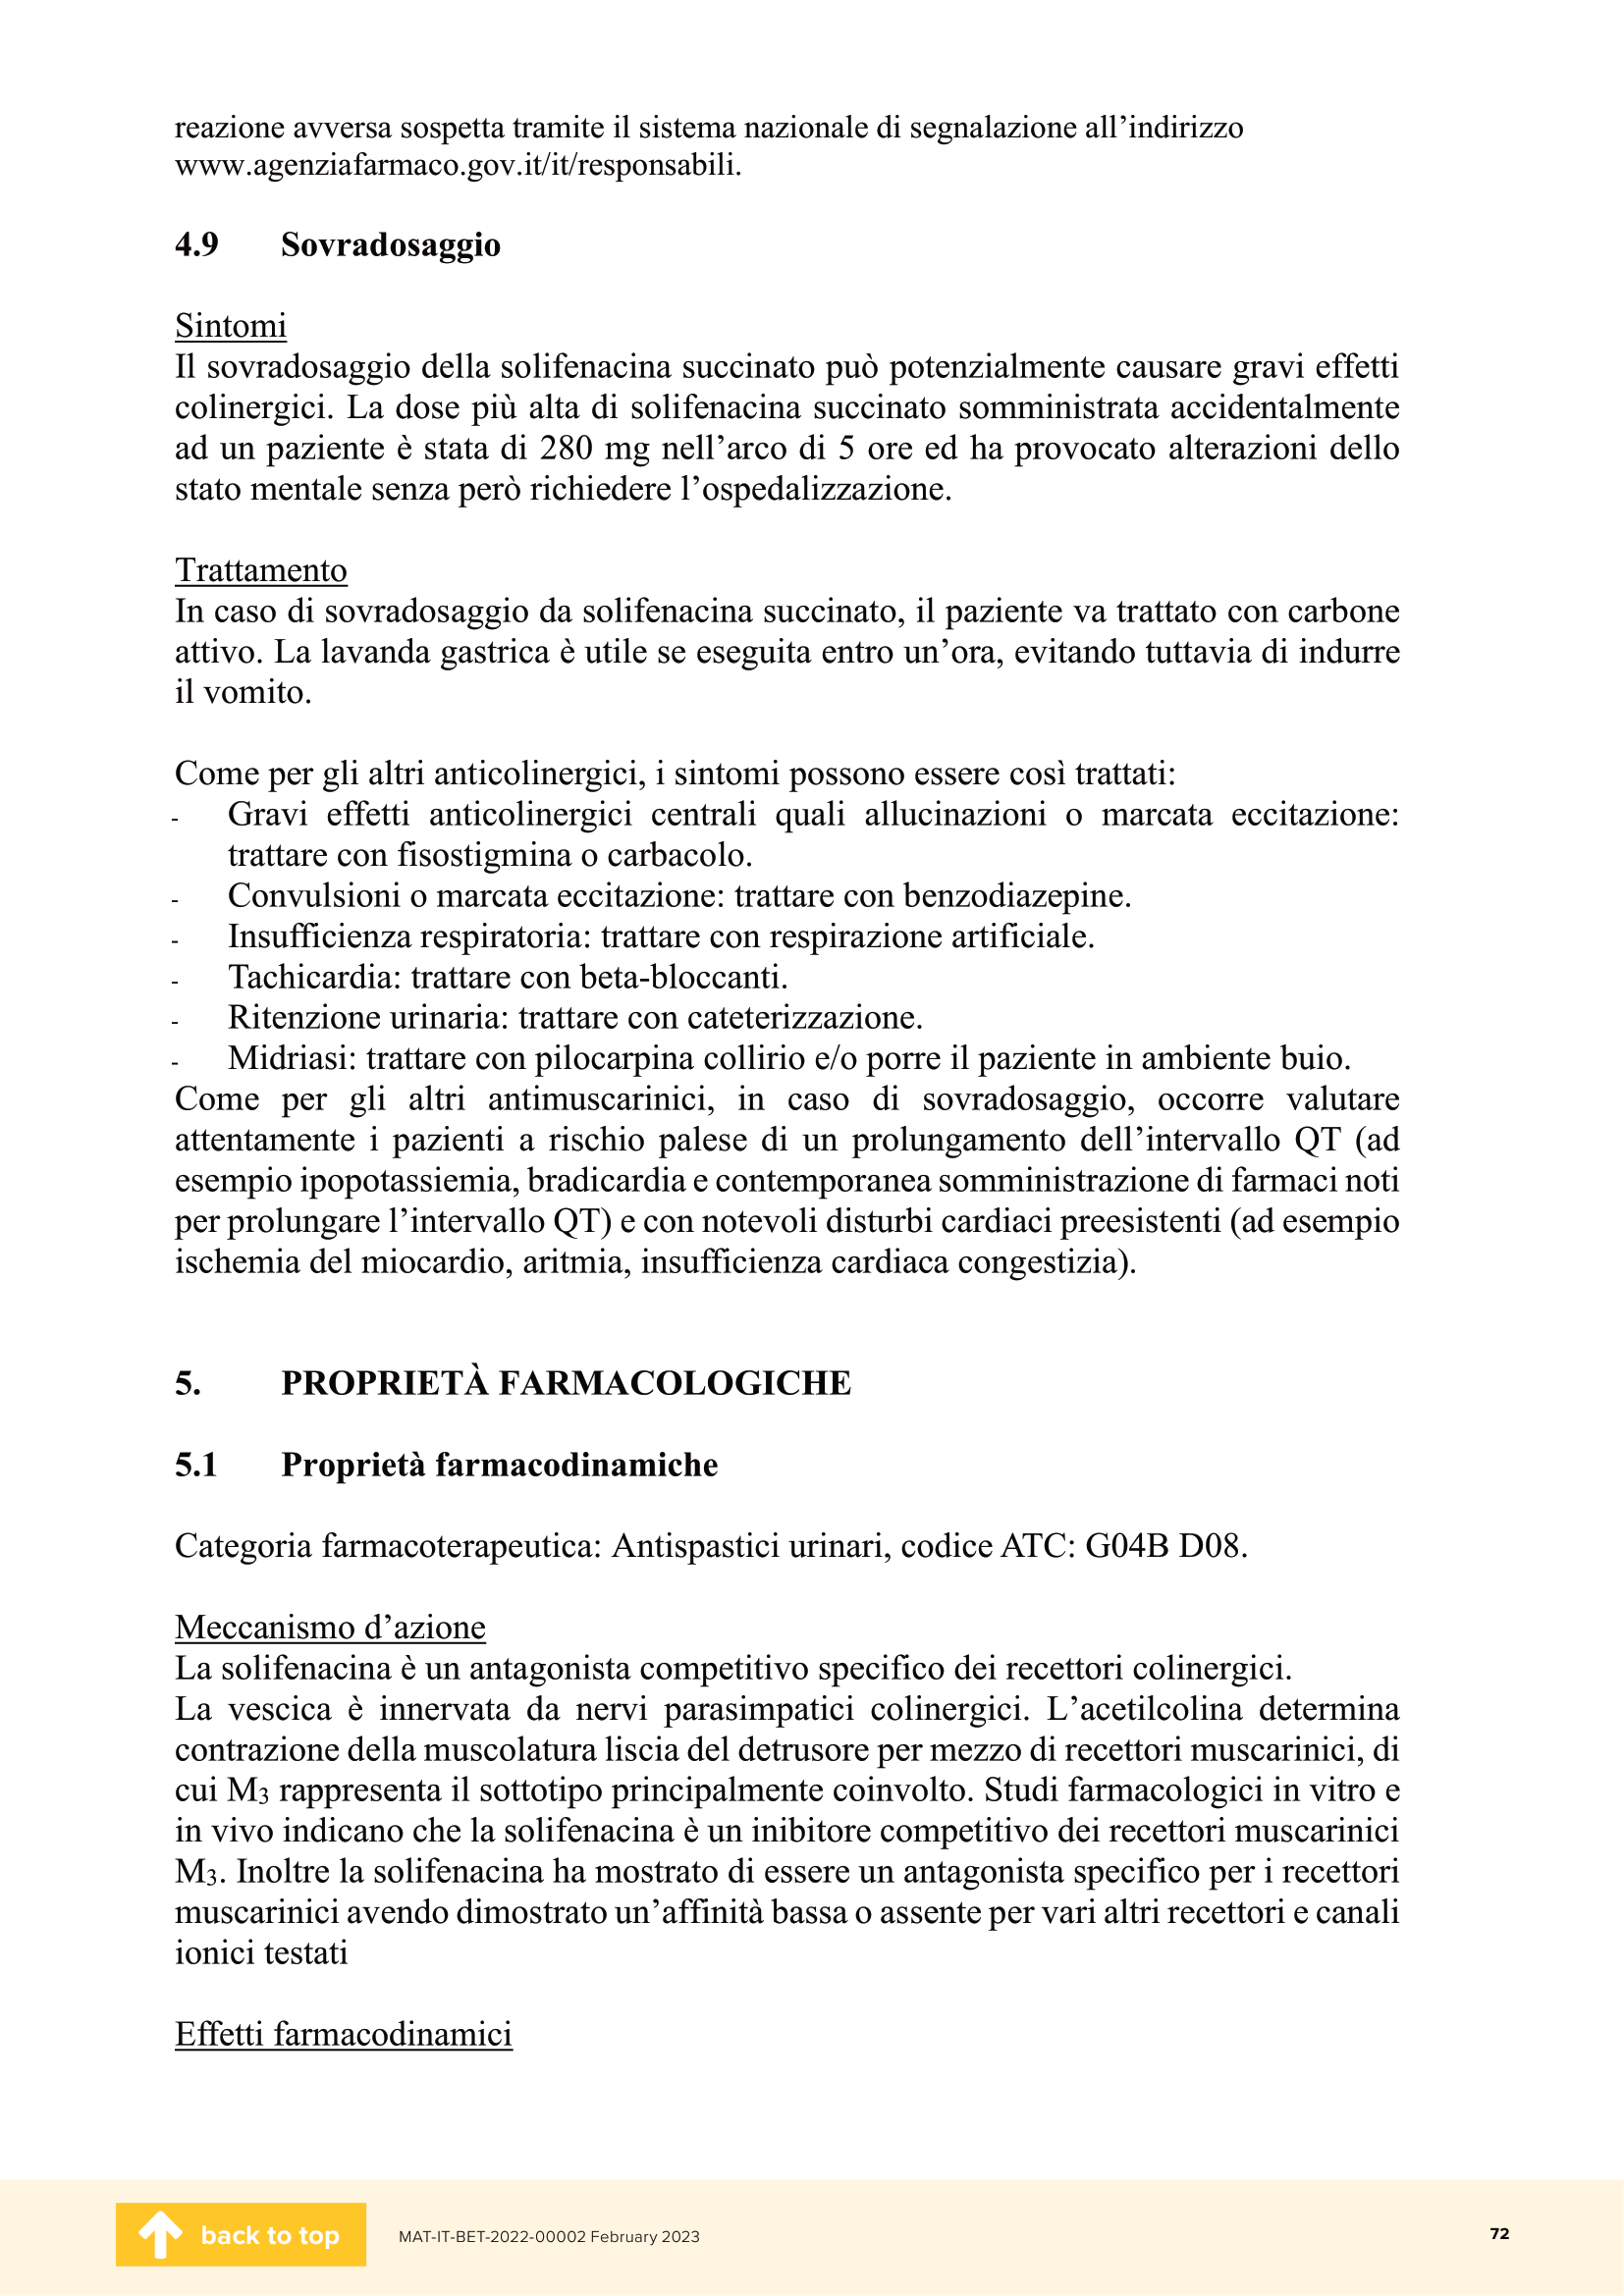 reazione avversa sospetta tramite il sistema nazionale di segnalazione all’indirizzo
www.agenziafarmaco.gov.it/it/responsabili.
4.9 Sovradosaggio
Sintomi
Il sovradosaggio della solifenacina succinato può potenzialmente causare gravi effetti
colinergici. La dose più alta di solifenacina succinato somministrata accidentalmente
ad un paziente è stata di 280 mg nell’arco di 5 ore ed ha provocato alterazioni dello
stato mentale senza però richiedere l’ospedalizzazione.
Trattamento
In caso di sovradosaggio da solifenacina succinato, il paziente va trattato con carbone
attivo. La lavanda gastrica è utile se eseguita entro un’ora, evitando tuttavia di indurre
il vomito.
Come per gli altri anticolinergici, i sintomi possono essere così trattati:
- Gravi effetti anticolinergici centrali quali allucinazioni o marcata eccitazione:
trattare con fisostigmina o carbacolo.
- Convulsioni o marcata eccitazione: trattare con benzodiazepine.
- Insufficienza respiratoria: trattare con respirazione artificiale.
- Tachicardia: trattare con beta-bloccanti.
- Ritenzione urinaria: trattare con cateterizzazione.
- Midriasi: trattare con pilocarpina collirio e/o porre il paziente in ambiente buio.
Come per gli altri antimuscarinici, in caso di sovradosaggio, occorre valutare
attentamente i pazienti a rischio palese di un prolungamento dell’intervallo QT (ad
esempio ipopotassiemia, bradicardia e contemporanea somministrazione di farmaci noti
per prolungare l’intervallo QT) e con notevoli disturbi cardiaci preesistenti (ad esempio
ischemia del miocardio, aritmia, insufficienza cardiaca congestizia).
5. PROPRIETÀ FARMACOLOGICHE
5.1 Proprietà farmacodinamiche
Categoria farmacoterapeutica: Antispastici urinari, codice ATC: G04B D08.
Meccanismo d’azione
La solifenacina è un antagonista competitivo specifico dei recettori colinergici.
La vescica è innervata da nervi parasimpatici colinergici. L’acetilcolina determina
contrazione della muscolatura liscia del detrusore per mezzo di recettori muscarinici, di
cui M3 rappresenta il sottotipo principalmente coinvolto. Studi farmacologici in vitro e
in vivo indicano che la solifenacina è un inibitore competitivo dei recettori muscarinici
M3. Inoltre la solifenacina ha mostrato di essere un antagonista specifico per i recettori
muscarinici avendo dimostrato un’affinità bassa o assente per vari altri recettori e canali
ionici testati
Effetti farmacodinamici
back to top MAT-IT-BET-2022-00002 February 2023 72